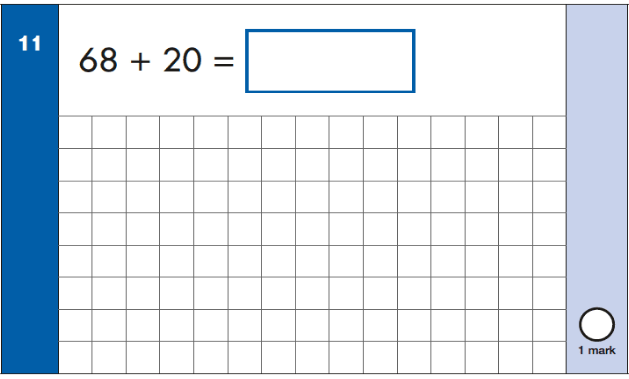 11
68 + 20 =
1 mark